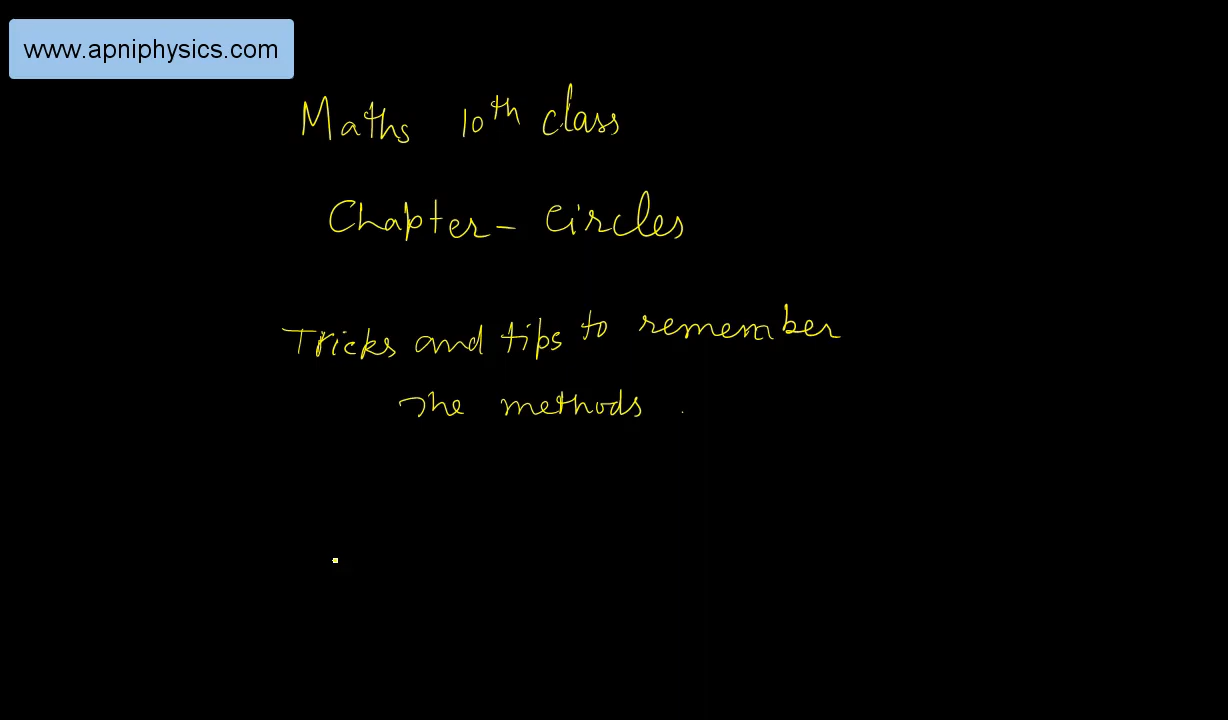 www.apniphysics.com
Maths 10th class
Chapter - Circles
Tricks and tips to remember
The methods.